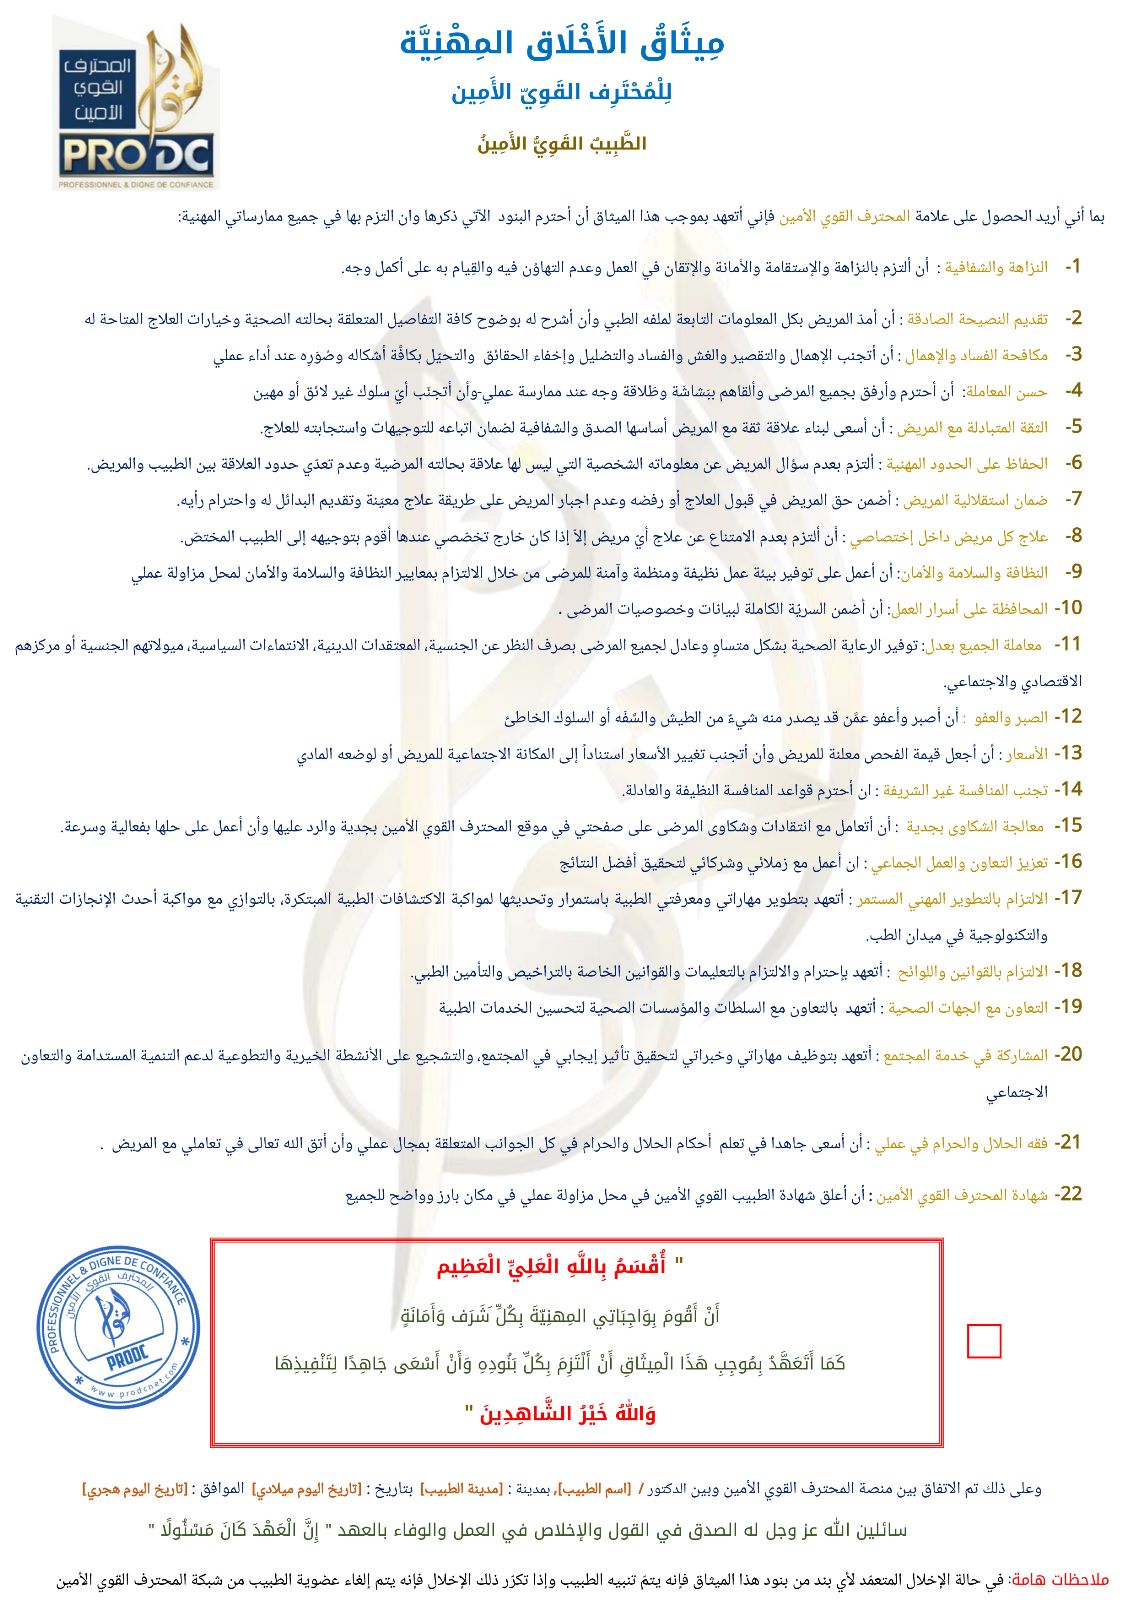 مِيثَاقُ الأَخْلَاق المِهْنِيَّة
لِلْمُحْتَرِف القَوِيّ الأَمِين
الطَّبِيبُ القَوِيُّ الأَمِينُ
المحترف
القوي
الأمين
PRO DC
PROFESSIONNEL & DIGNE DE CONFIANCE
بما أني أريد الحصول على علامة المحترف القوي الأمين فإني أتعهد بموجب هذا الميثاق أن أحترم البنود الآتي ذكرها وان التزم بها في جميع ممارساتي المهنية:
1- النزاهة والشفافية : أن ألتزم بالنزاهة والإستقامة والأمانة والإتقان في العمل وعدم التهاؤن فيه والقيام به على أكمل وجه.
2- تقديم النصيحة الصادقة : أن أمدّ المريض بكل المعلومات التابعة لملفه الطبي وأن أشرح له بوضوح كافة التفاصيل المتعلقة بحالته الصحيّة وخيارات العلاج المتاحة له
3- مكافحة الفساد والإهمال : أن أتجنب الإهمال والتقصير والغش والفساد والتضليل وإخفاء الحقائق والتحيّل بكافَّة أشكاله وصُوَرِه عند أداء عملي
4- حسن المعاملة: أن أحترم وأرفق بجميع المرضى وألقاهم ببَشاشَة وطَلاقة وجه عند ممارسة عملي-وأن أتجنّب أيّ سلوك غير لائق أو مهين
5- الثقة المتبادلة مع المريض : أن أسعى لبناء علاقة ثقة مع المريض أساسها الصدق والشفافية لضمان اتباعه للتوجيهات واستجابته للعلاج.
6- الحفاظ على الحدود المهنية : ألتزم بعدم سؤال المريض عن معلوماته الشخصية التي ليس لها علاقة بحالته المرضية وعدم تعدّي حدود العلاقة بين الطبيب والمريض.
7- ضمان استقلالية المريض : أضمن حق المريض في قبول العلاج أو رفضه وعدم اجبار المريض على طريقة علاج معيّنة وتقديم البدائل له واحترام رأيه.
8- علاج كل مريض داخل إختصاصي : أن ألتزم بعدم الامتناع عن علاج أيّ مريض إلاّ إذا كان خارج تخصّصي عندها أقوم بتوجيهه إلى الطبيب المختصّ.
9- النظافة والسلامة والأمان: أن أعمل على توفير بيئة عمل نظيفة ومنظمة وآمنة للمرضى من خلال الالتزام بمعايير النظافة والسلامة والأمان لمحل مزاولة عملي
10- المحافظة على أسرار العمل: أن أضمن السريّة الكاملة لبيانات وخصوصيات المرضى .
11- معاملة الجميع بعدل: توفير الرعاية الصحية بشكل متساوٍ وعادل لجميع المرضى بصرف النظر عن الجنسية، المعتقدات الدينية، الانتماءات السياسية، ميولاتهم الجنسية أو مركزهم
الاقتصادي والاجتماعي.
12- الصبر والعفو : أن أصبر وأعفو عمَّن قد يصدر منه شيءٌ من الطيش والسَّفَه أو السلوك الخاطئ
13- الأسعار : أن أجعل قيمة الفحص معلنة للمريض وأن أتجنب تغيير الأسعار استناداً إلى المكانة الاجتماعية للمريض أو لوضعه المادي
14- تجنب المنافسة غير الشريفة : ان أحترم قواعد المنافسة النظيفة والعادلة.
15- معالجة الشكاوى بجدية : أن أتعامل مع انتقادات وشكاوى المرضى على صفحتي في موقع المحترف القوي الأمين بجدية والرد عليها وأن أعمل على حلها بفعالية وسرعة.
16- تعزيز التعاون والعمل الجماعي : ان أعمل مع زملائي وشركائي لتحقيق أفضل النتائج
17- الالتزام بالتطوير المهني المستمر : أتعهد بتطوير مهاراتي ومعرفتي الطبية باستمرار وتحديثها لمواكبة الاكتشافات الطبية المبتكرة، بالتوازي مع مواكبة أحدث الإنجازات التقنية
والتكنولوجية في ميدان الطب.
18- الالتزام بالقوانين واللوائح : أتعهد بإحترام والالتزام بالتعليمات والقوانين الخاصة بالتراخيص والتأمين الطبي.
19- التعاون مع الجهات الصحية : أتعهد بالتعاون مع السلطات والمؤسسات الصحية لتحسين الخدمات الطبية
20- المشاركة في خدمة المجتمع : أتعهد بتوظيف مهاراتي وخبراتي لتحقيق تأثير إيجابي في المجتمع، والتشجيع على الأنشطة الخيرية والتطوعية لدعم التنمية المستدامة والتعاون
الاجتماعي
21- فقه الحلال والحرام في عملي : أن أسعى جاهدا في تعلم أحكام الحلال والحرام في كل الجوانب المتعلقة بمجال عملي وأن أتق الله تعالى في تعاملي مع المريض .
22- شهادة المحترف القوي الأمين : أن أعلق شهادة الطبيب القوي الأمين في محل مزاولة عملي في مكان بارز وواضح للجميع
" أُقْسَمُ بِاللَّهِ الْعَلِيِّ الْعَظِيم
أَنْ أَقُومَ بِوَاجِبَاتِي المِهنِيّةَ بِكُلِّ شَرَف وَأَمَانَةٍ
كَمَا أَتَعَهَّدُ بِمُوجِبِ هَذَا الْمِيثَاقِ أَنْ أَلْتَزِمَ بِكُلِّ بَنُودِهِ وَأَنْ أَسْعَى جَاهِدًا لِتَنْفِيذِهَا
وَاللهُ خَيْرُ الشَّاهِدِينَ "
PROFESSIONNEL & DIGNE DE CONFIANCE
المحترف القوي الأمين
PRODC
www.prodcnet.com
وعلى ذلك تم الاتفاق بين منصة المحترف القوي الأمين وبين الدكتور / [اسم الطبيب], بمدينة : [مدينة الطبيب] بتاريخ : [تاريخ اليوم ميلادي] الموافق : [تاريخ اليوم هجري]
سائلين الله عز وجل له الصدق في القول والإخلاص في العمل والوفاء بالعهد " إِنَّ الْعَهْدَ كَانَ مَسْئُولًا "
ملاحظات هامة: في حالة الإخلال المتعمّد لأي بند من بنود هذا الميثاق فإنه يتمّ تنبيه الطبيب وإذا تكرّر ذلك الإخلال فإنه يتم إلغاء عضوية الطبيب من شبكة المحترف القوي الأمين